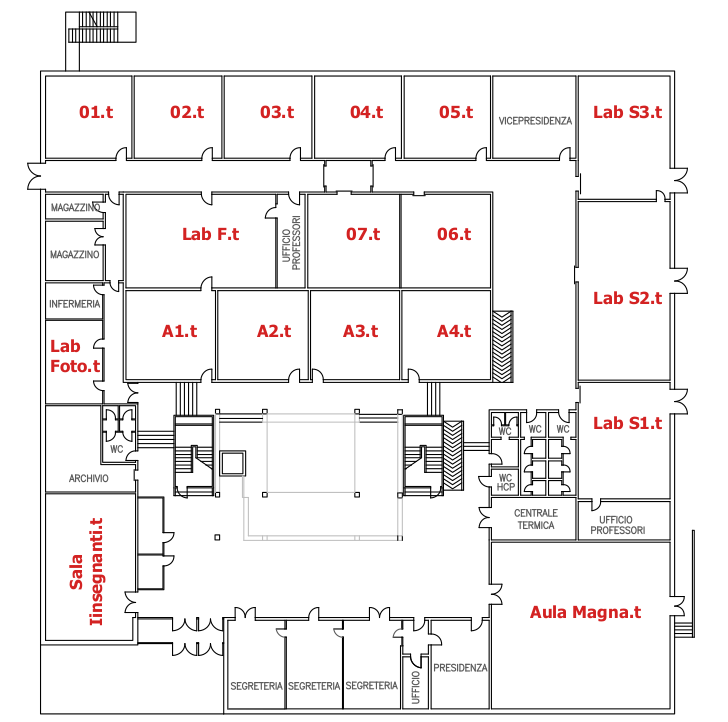 01.t
02.t
03.t
04.t
05.t
VICEPRESIDENZA
Lab S3.t
MAGAZZINO
MAGAZZINO
Lab F.t
UFFICIO
PROFESSORI
07.t
06.t
INFERMERIA
Lab S2.t
Lab
Foto.t
A1.t
A2.t
A3.t
A4.t
Lab S1.t
WC
WC
WC
WC
ARCHIVIO
WC
HCP
CENTRALE
TERMICA
UFFICIO
PROFESSORI
Sala
Iinsegnanti.t
Aula Magna.t
SEGRETERIA
SEGRETERIA
SEGRETERIA
UFFICIO
PRESIDENZA